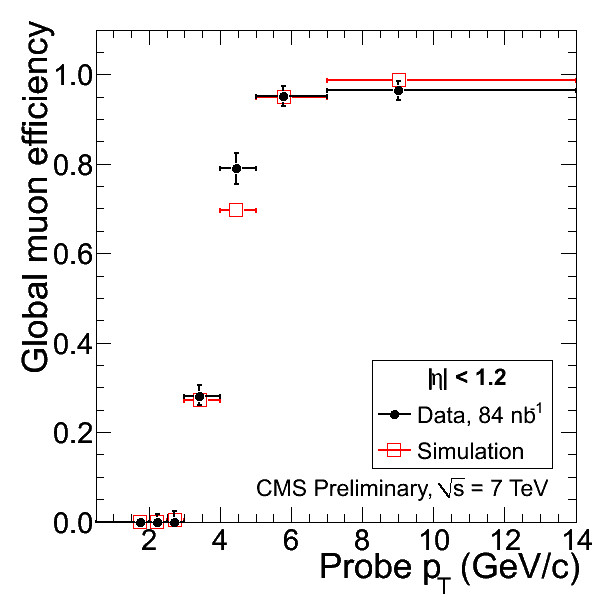 Global muon efficiency
1.0
0.8
0.6
0.4
0.2
0.0
|η| < 1.2
Data, 84 nb⁻¹
Simulation
CMS Preliminary, √s = 7 TeV
2 4 6 8 10 12 14
Probe p_T (GeV/c)